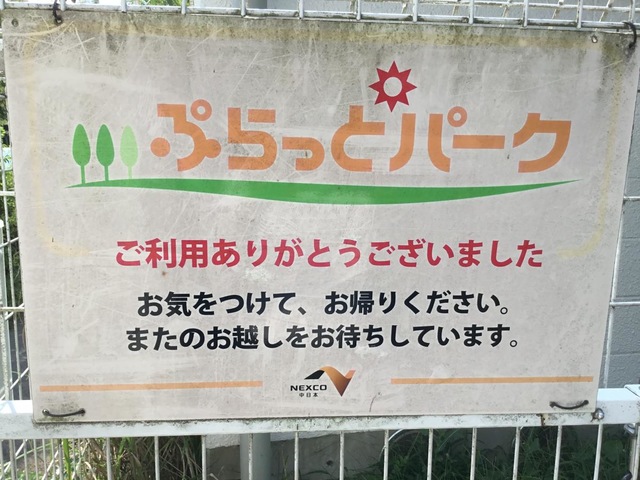 ぷらっとパーク
ご利用ありがとうございました
お気をつけて、お帰りください。
またのお越しをお待ちしています。
NEXCO
中日本